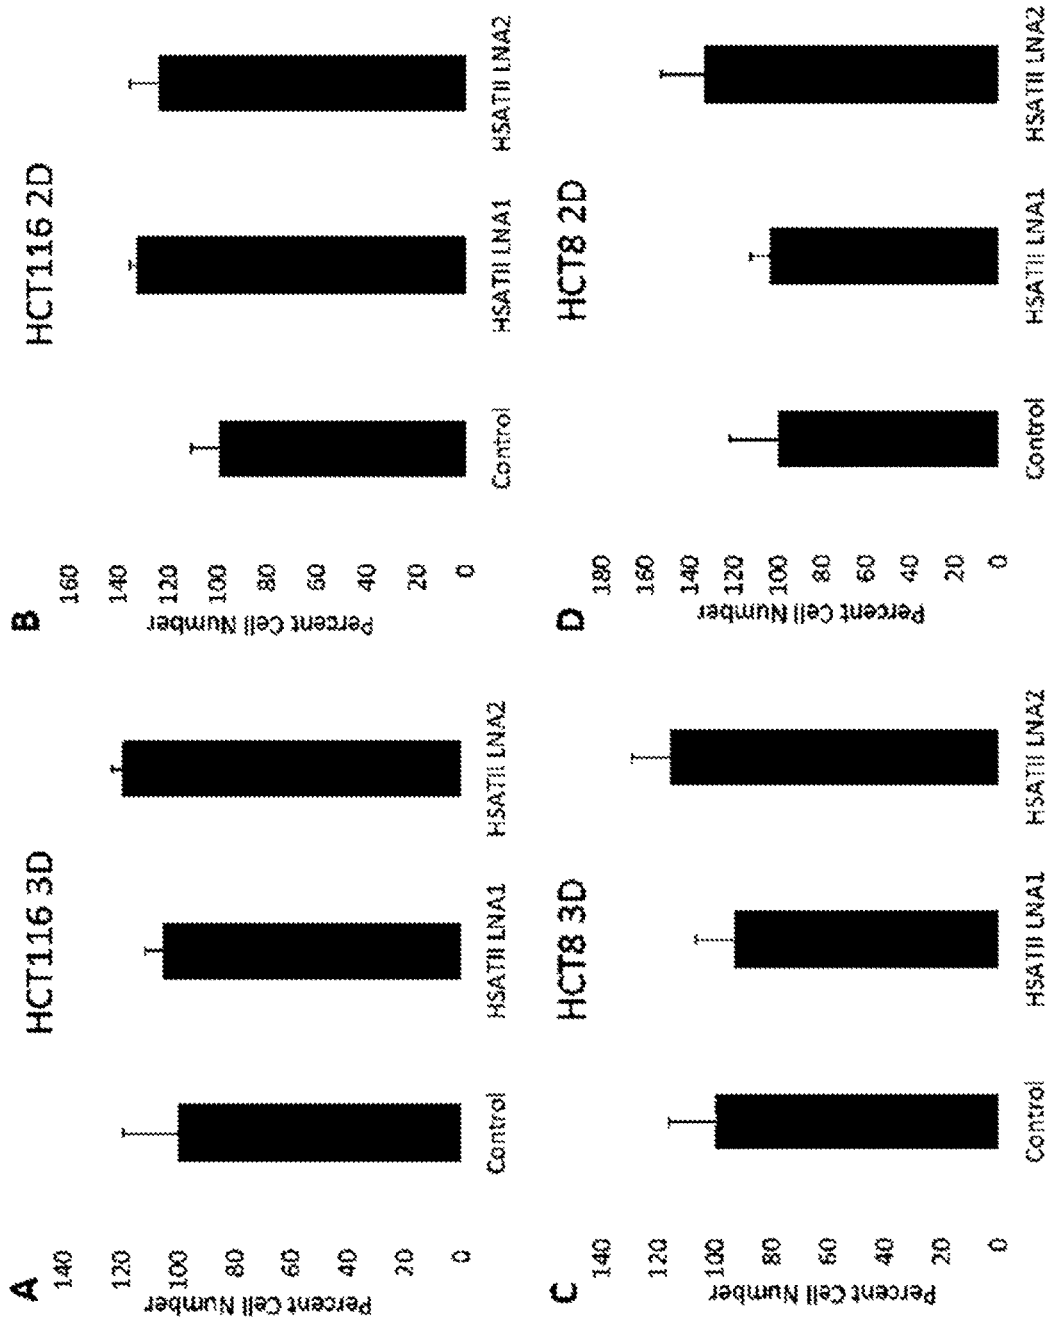 A
HCT116 3D
Percent Cell Number
140
120
100
80
60
40
20
0
Control
HSATII LNA1
HSATII LNA2
B
HCT116 2D
Percent Cell Number
160
140
120
100
80
60
40
20
0
Control
HSATII LNA1
HSATII LNA2
C
HCT8 3D
Percent Cell Number
140
120
100
80
60
40
20
0
Control
HSATII LNA1
HSATII LNA2
D
HCT8 2D
Percent Cell Number
180
160
140
120
100
80
60
40
20
0
Control
HSATII LNA1
HSATII LNA2